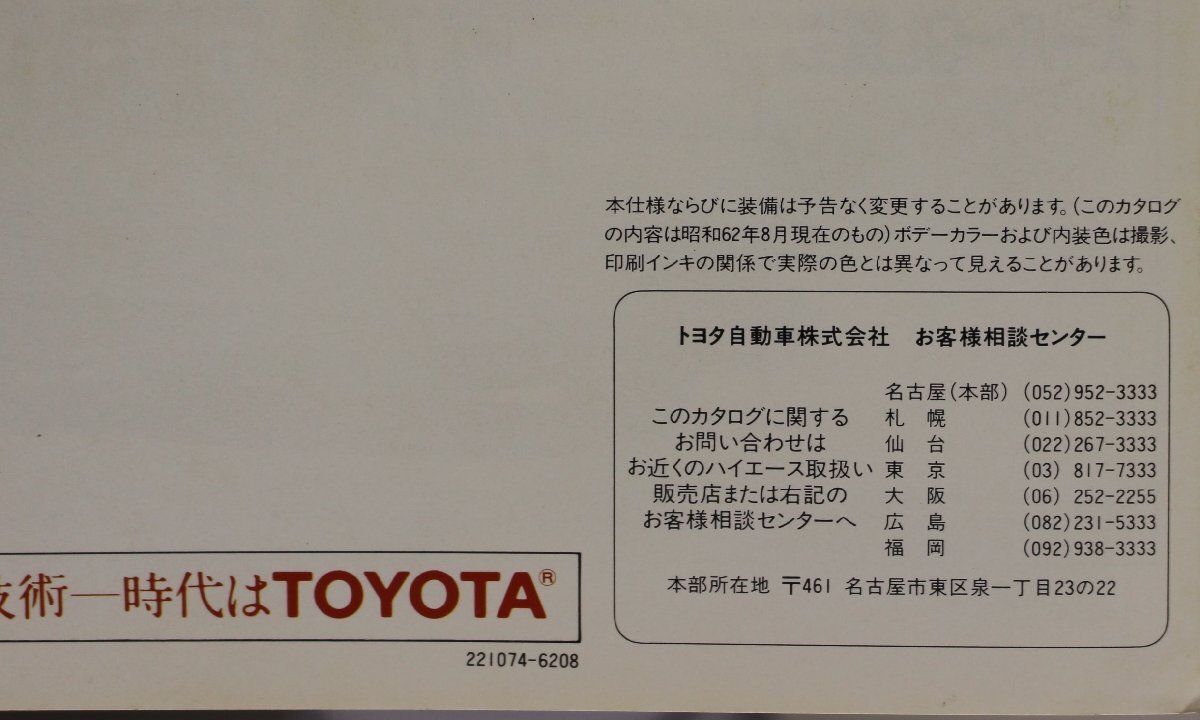 本仕様ならびに装備は予告なく変更することがあります。(このカタログ
の内容は昭和62年8月現在のもの)ボデーカラーおよび内装色は撮影、
印刷インキの関係で実際の色とは異なって見えることがあります。
トヨタ自動車株式会社 お客様相談センター
このカタログに関する
お問い合わせは
お近くのハイエース取扱い
販売店または右記の
お客様相談センターへ
名古屋(本部) (052)952-3333
札幌 (011)852-3333
仙台 (022)267-3333
東京 (03) 817-7333
大阪 (06) 252-2255
広島 (082)231-5333
福岡 (092)938-3333
本部所在地 〒461 名古屋市東区泉一丁目23の22
技術—時代はTOYOTA®
221074-6208